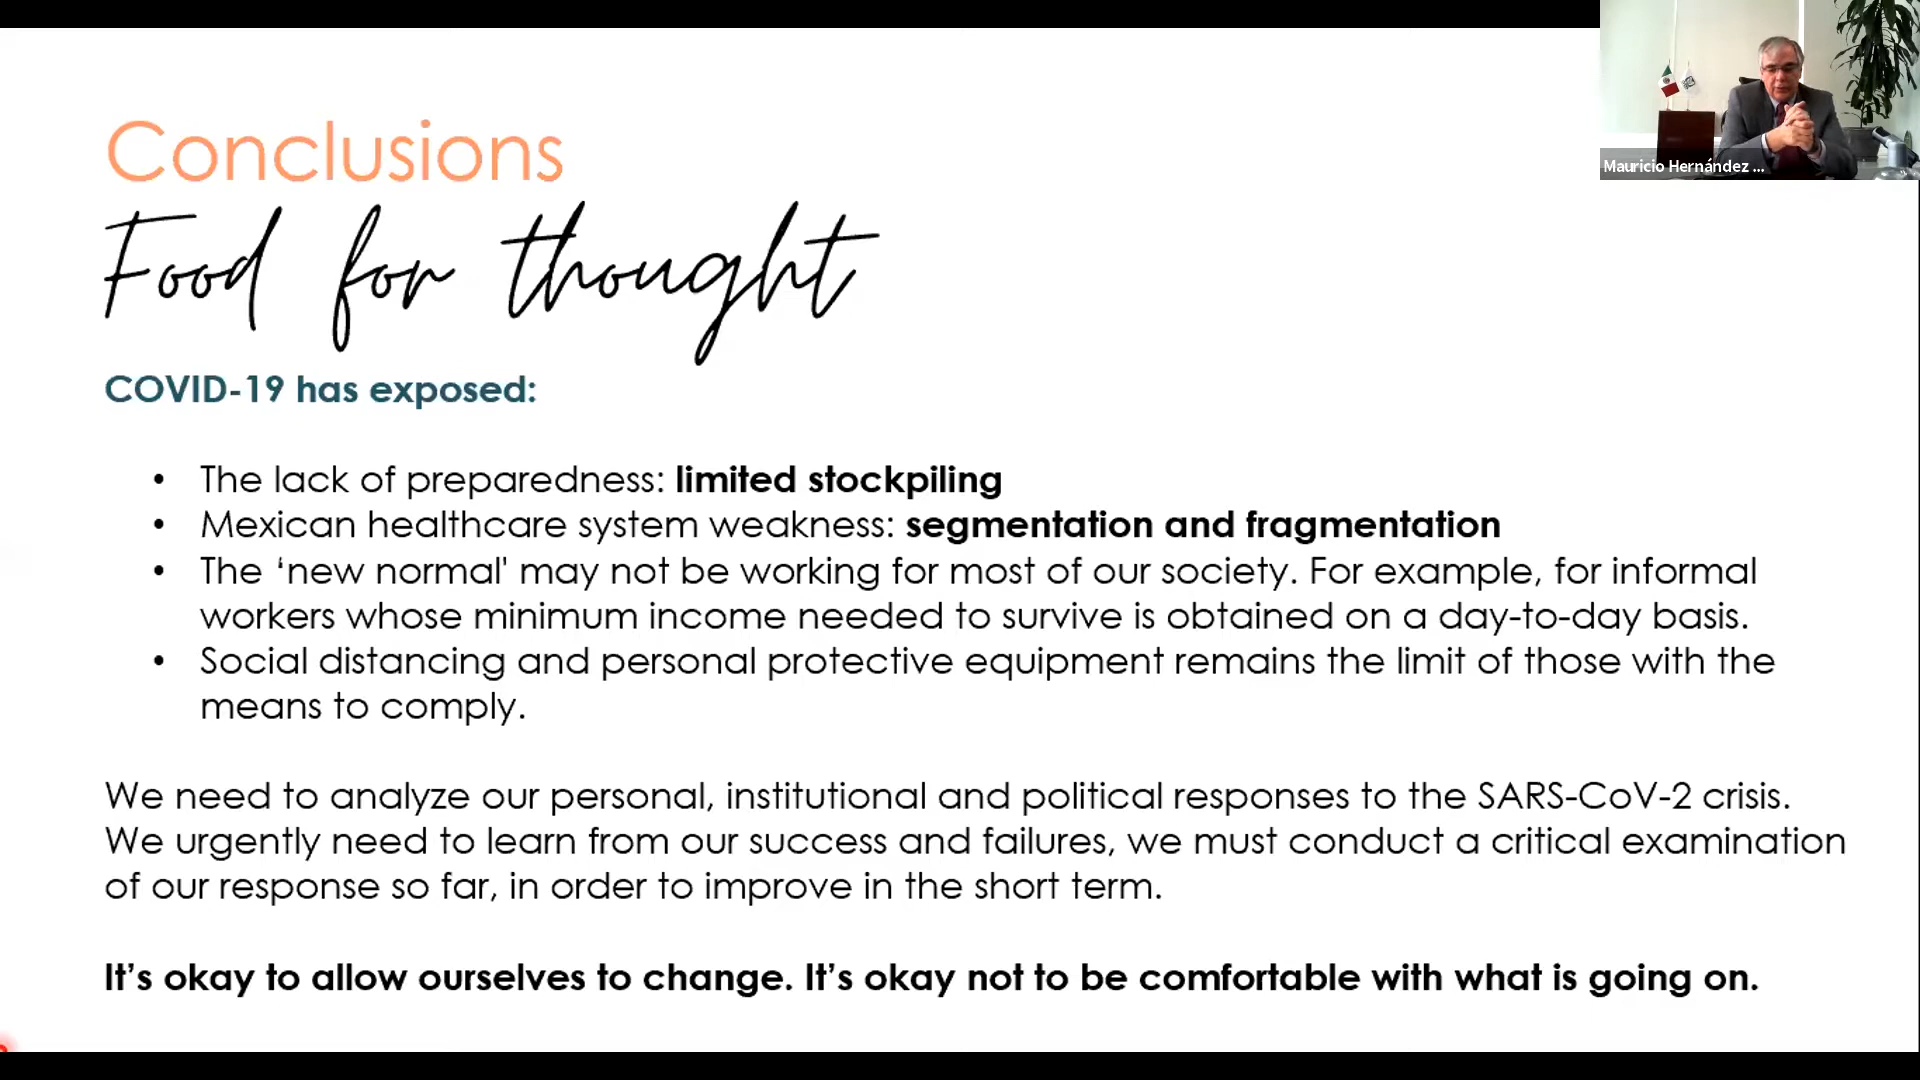 Conclusions
Food for thought
COVID-19 has exposed:
• The lack of preparedness: limited stockpiling
• Mexican healthcare system weakness: segmentation and fragmentation
• The ‘new normal' may not be working for most of our society. For example, for informal
workers whose minimum income needed to survive is obtained on a day-to-day basis.
• Social distancing and personal protective equipment remains the limit of those with the
means to comply.
We need to analyze our personal, institutional and political responses to the SARS-CoV-2 crisis.
We urgently need to learn from our success and failures, we must conduct a critical examination
of our response so far, in order to improve in the short term.
It’s okay to allow ourselves to change. It’s okay not to be comfortable with what is going on.
Mauricio Hernández ...